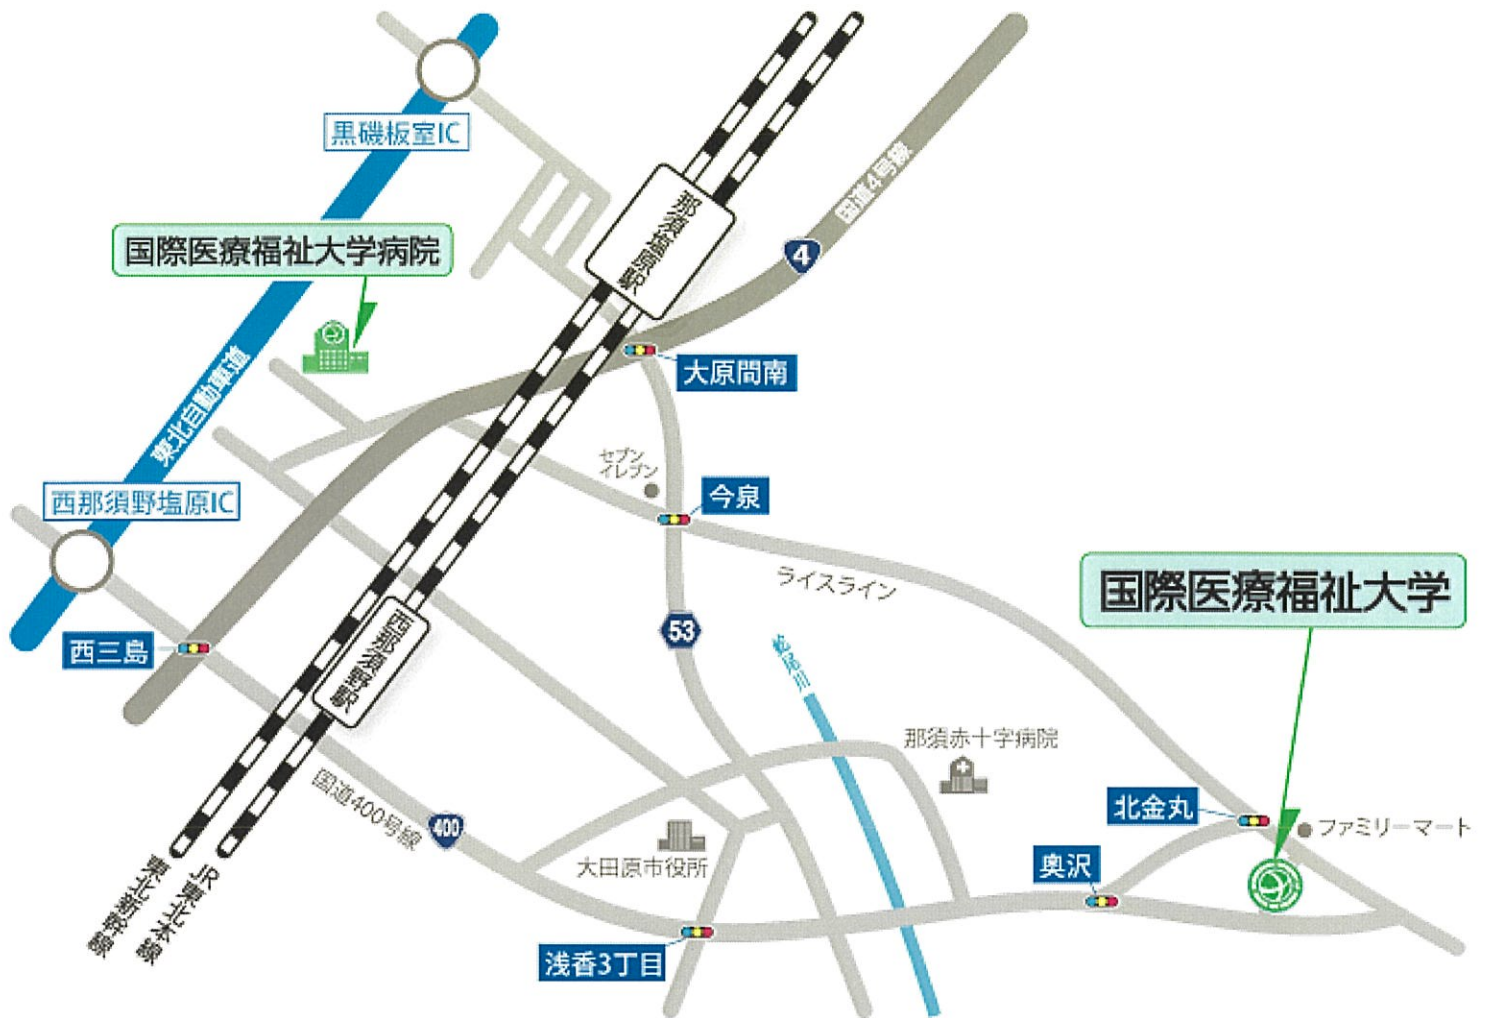 黒磯板室IC
国道4号線
那須塩原駅
国際医療福祉大学病院
4
東北自動車道
大原間南
セブン
イレブン
今泉
西那須野塩原IC
ライスライン
国際医療福祉大学
53
西三島
西那須野駅
蛇尾川
那須赤十字病院
国道400号線
400
北金丸
ファミリーマート
大田原市役所
奥沢
東北新幹線
JR東北本線
浅香3丁目